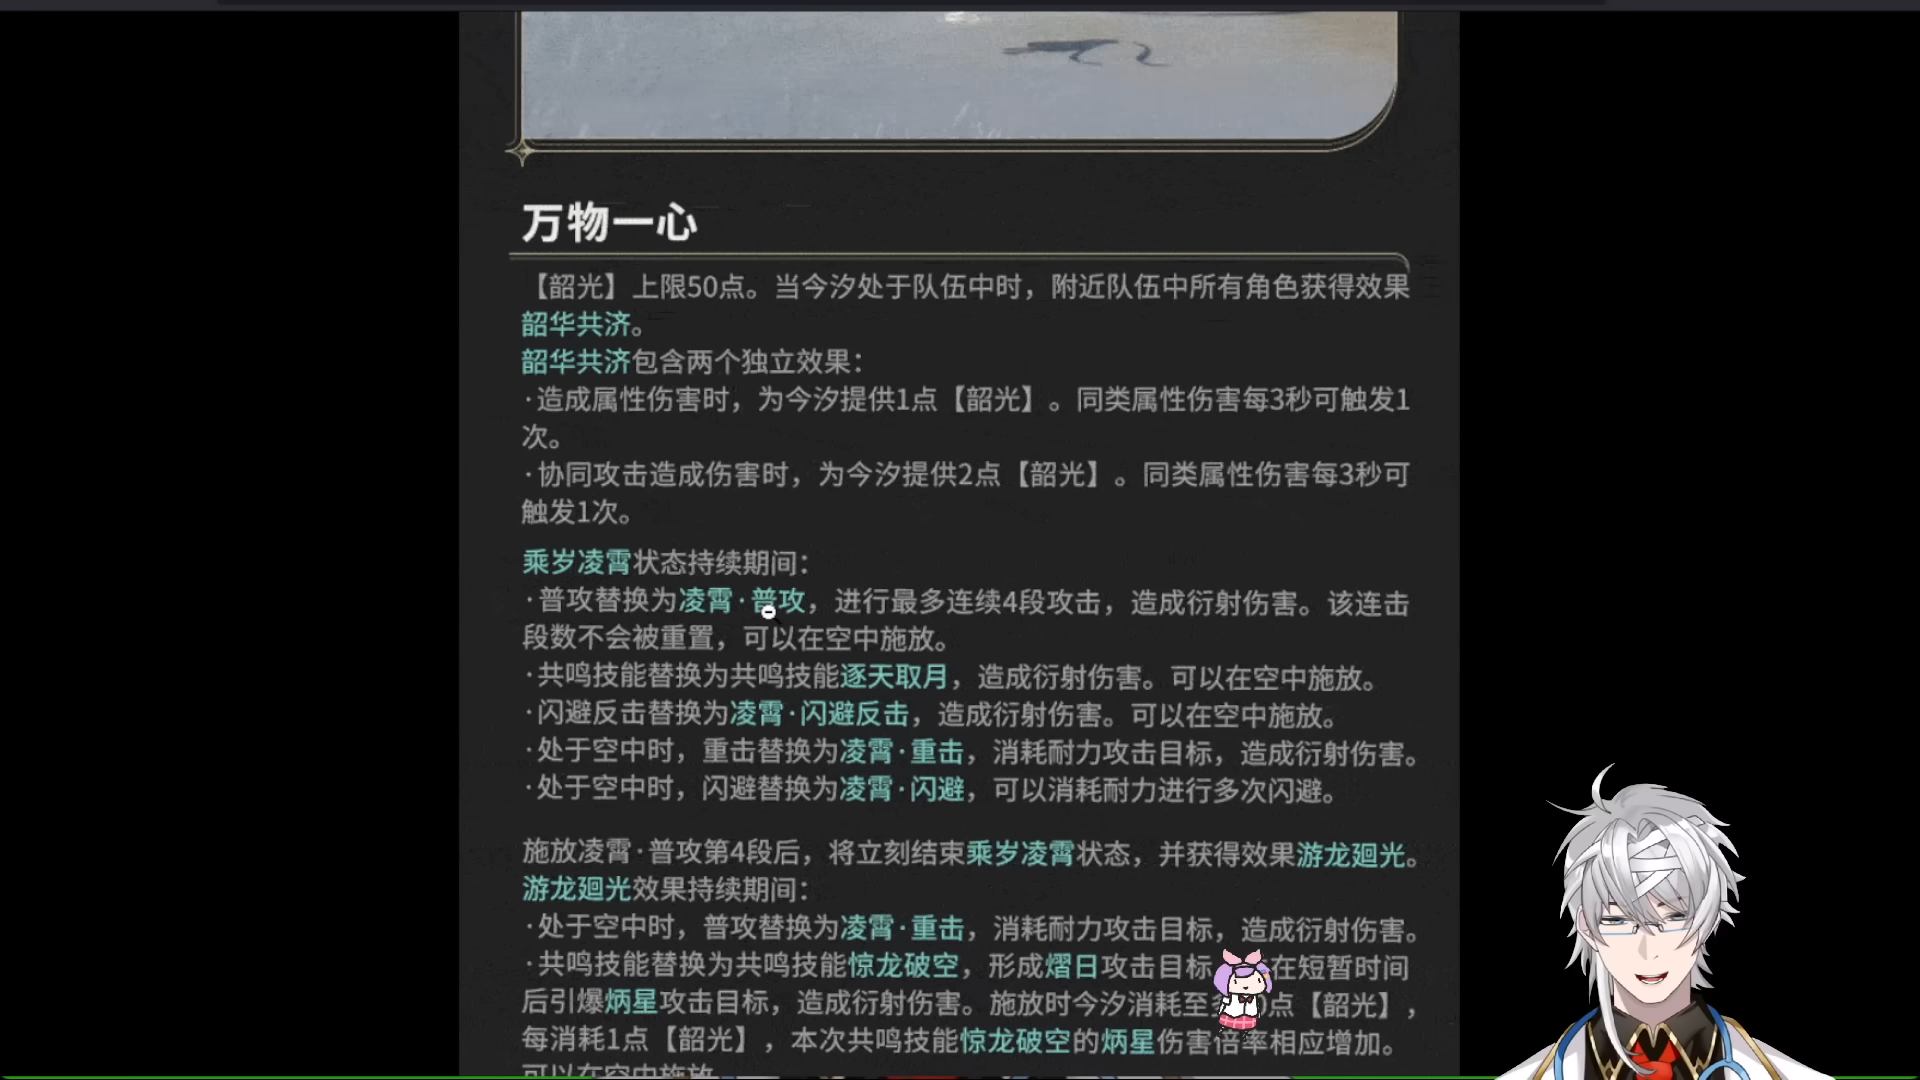 万物一心
【韶光】上限50点。当今汐处于队伍中时，附近队伍中所有角色获得效果
韶华共济。
韶华共济包含两个独立效果：
·造成属性伤害时，为今汐提供1点【韶光】。同类属性伤害每3秒可触发1
次。
·协同攻击造成伤害时，为今汐提供2点【韶光】。同类属性伤害每3秒可
触发1次。
乘岁凌霄状态持续期间：
·普攻替换为凌霄·普攻，进行最多连续4段攻击，造成衍射伤害。该连击
段数不会被重置，可以在空中施放。
·共鸣技能替换为共鸣技能逐天取月，造成衍射伤害。可以在空中施放。
·闪避反击替换为凌霄·闪避反击，造成衍射伤害。可以在空中施放。
·处于空中时，重击替换为凌霄·重击，消耗耐力攻击目标，造成衍射伤害。
·处于空中时，闪避替换为凌霄·闪避，可以消耗耐力进行多次闪避。
施放凌霄·普攻第4段后，将立刻结束乘岁凌霄状态，并获得效果游龙廻光。
游龙廻光效果持续期间：
·处于空中时，普攻替换为凌霄·重击，消耗耐力攻击目标，造成衍射伤害。
·共鸣技能替换为共鸣技能惊龙破空，形成熠日攻击目标 在短暂时间
后引爆炳星攻击目标，造成衍射伤害。施放时今汐消耗至 点【韶光】，
每消耗1点【韶光】，本次共鸣技能惊龙破空的炳星伤害倍率相应增加。
可以在空中施放